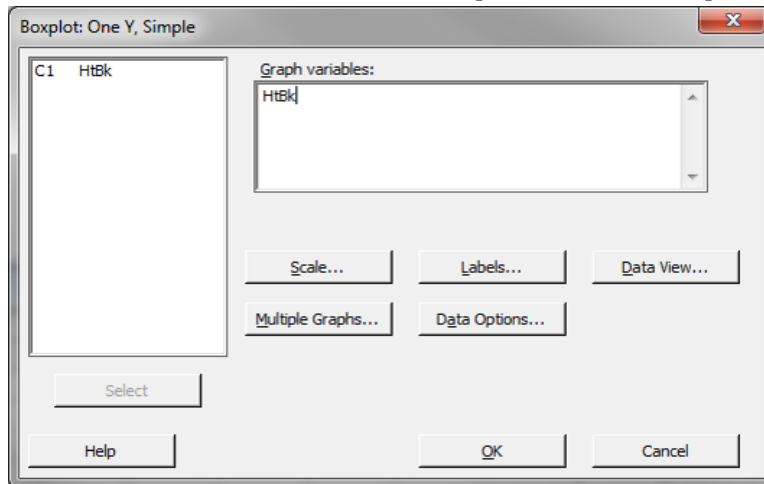 Boxplot: One Y, Simple
X
C1 HtBk
Graph variables:
HtBk
Scale...
Labels...
Data View...
Multiple Graphs...
Data Options...
Select
Help
OK
Cancel